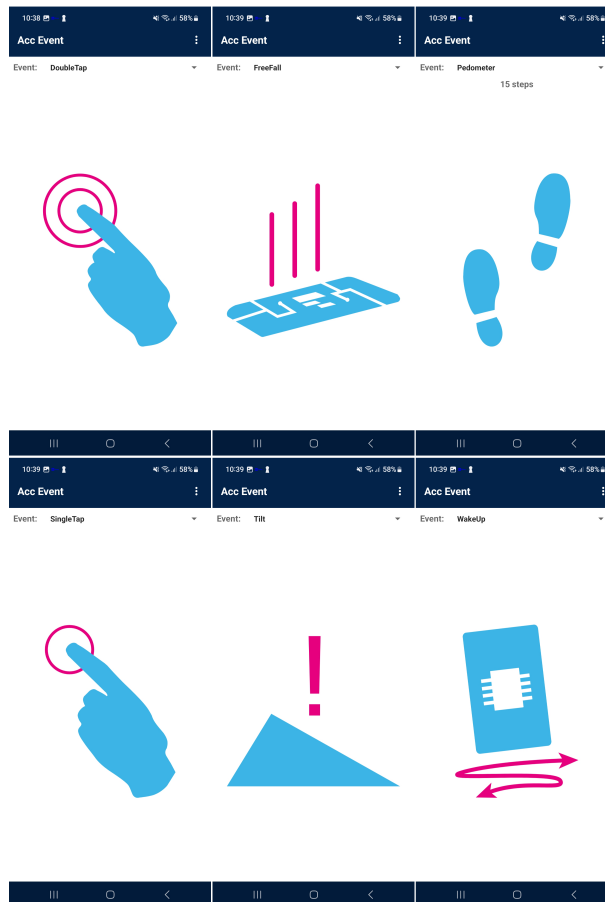 10:38 58%
Acc Event
Event: DoubleTap
10:39 58%
Acc Event
Event: FreeFall
10:39 58%
Acc Event
Event: Pedometer
15 steps
10:39 58%
Acc Event
Event: SingleTap
10:39 58%
Acc Event
Event: Tilt
10:39 58%
Acc Event
Event: WakeUp